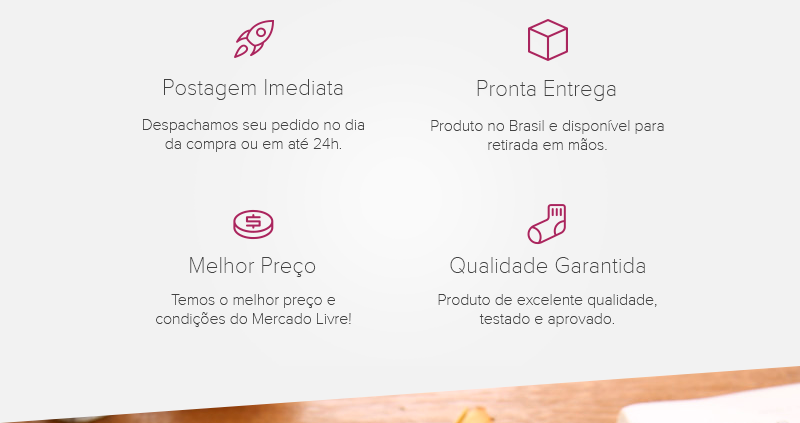 Postagem Imediata
Despachamos seu pedido no dia
da compra ou em até 24h.
Pronta Entrega
Produto no Brasil e disponível para
retirada em mãos.
Melhor Preço
Temos o melhor preço e
condições do Mercado Livre!
Qualidade Garantida
Produto de excelente qualidade,
testado e aprovado.